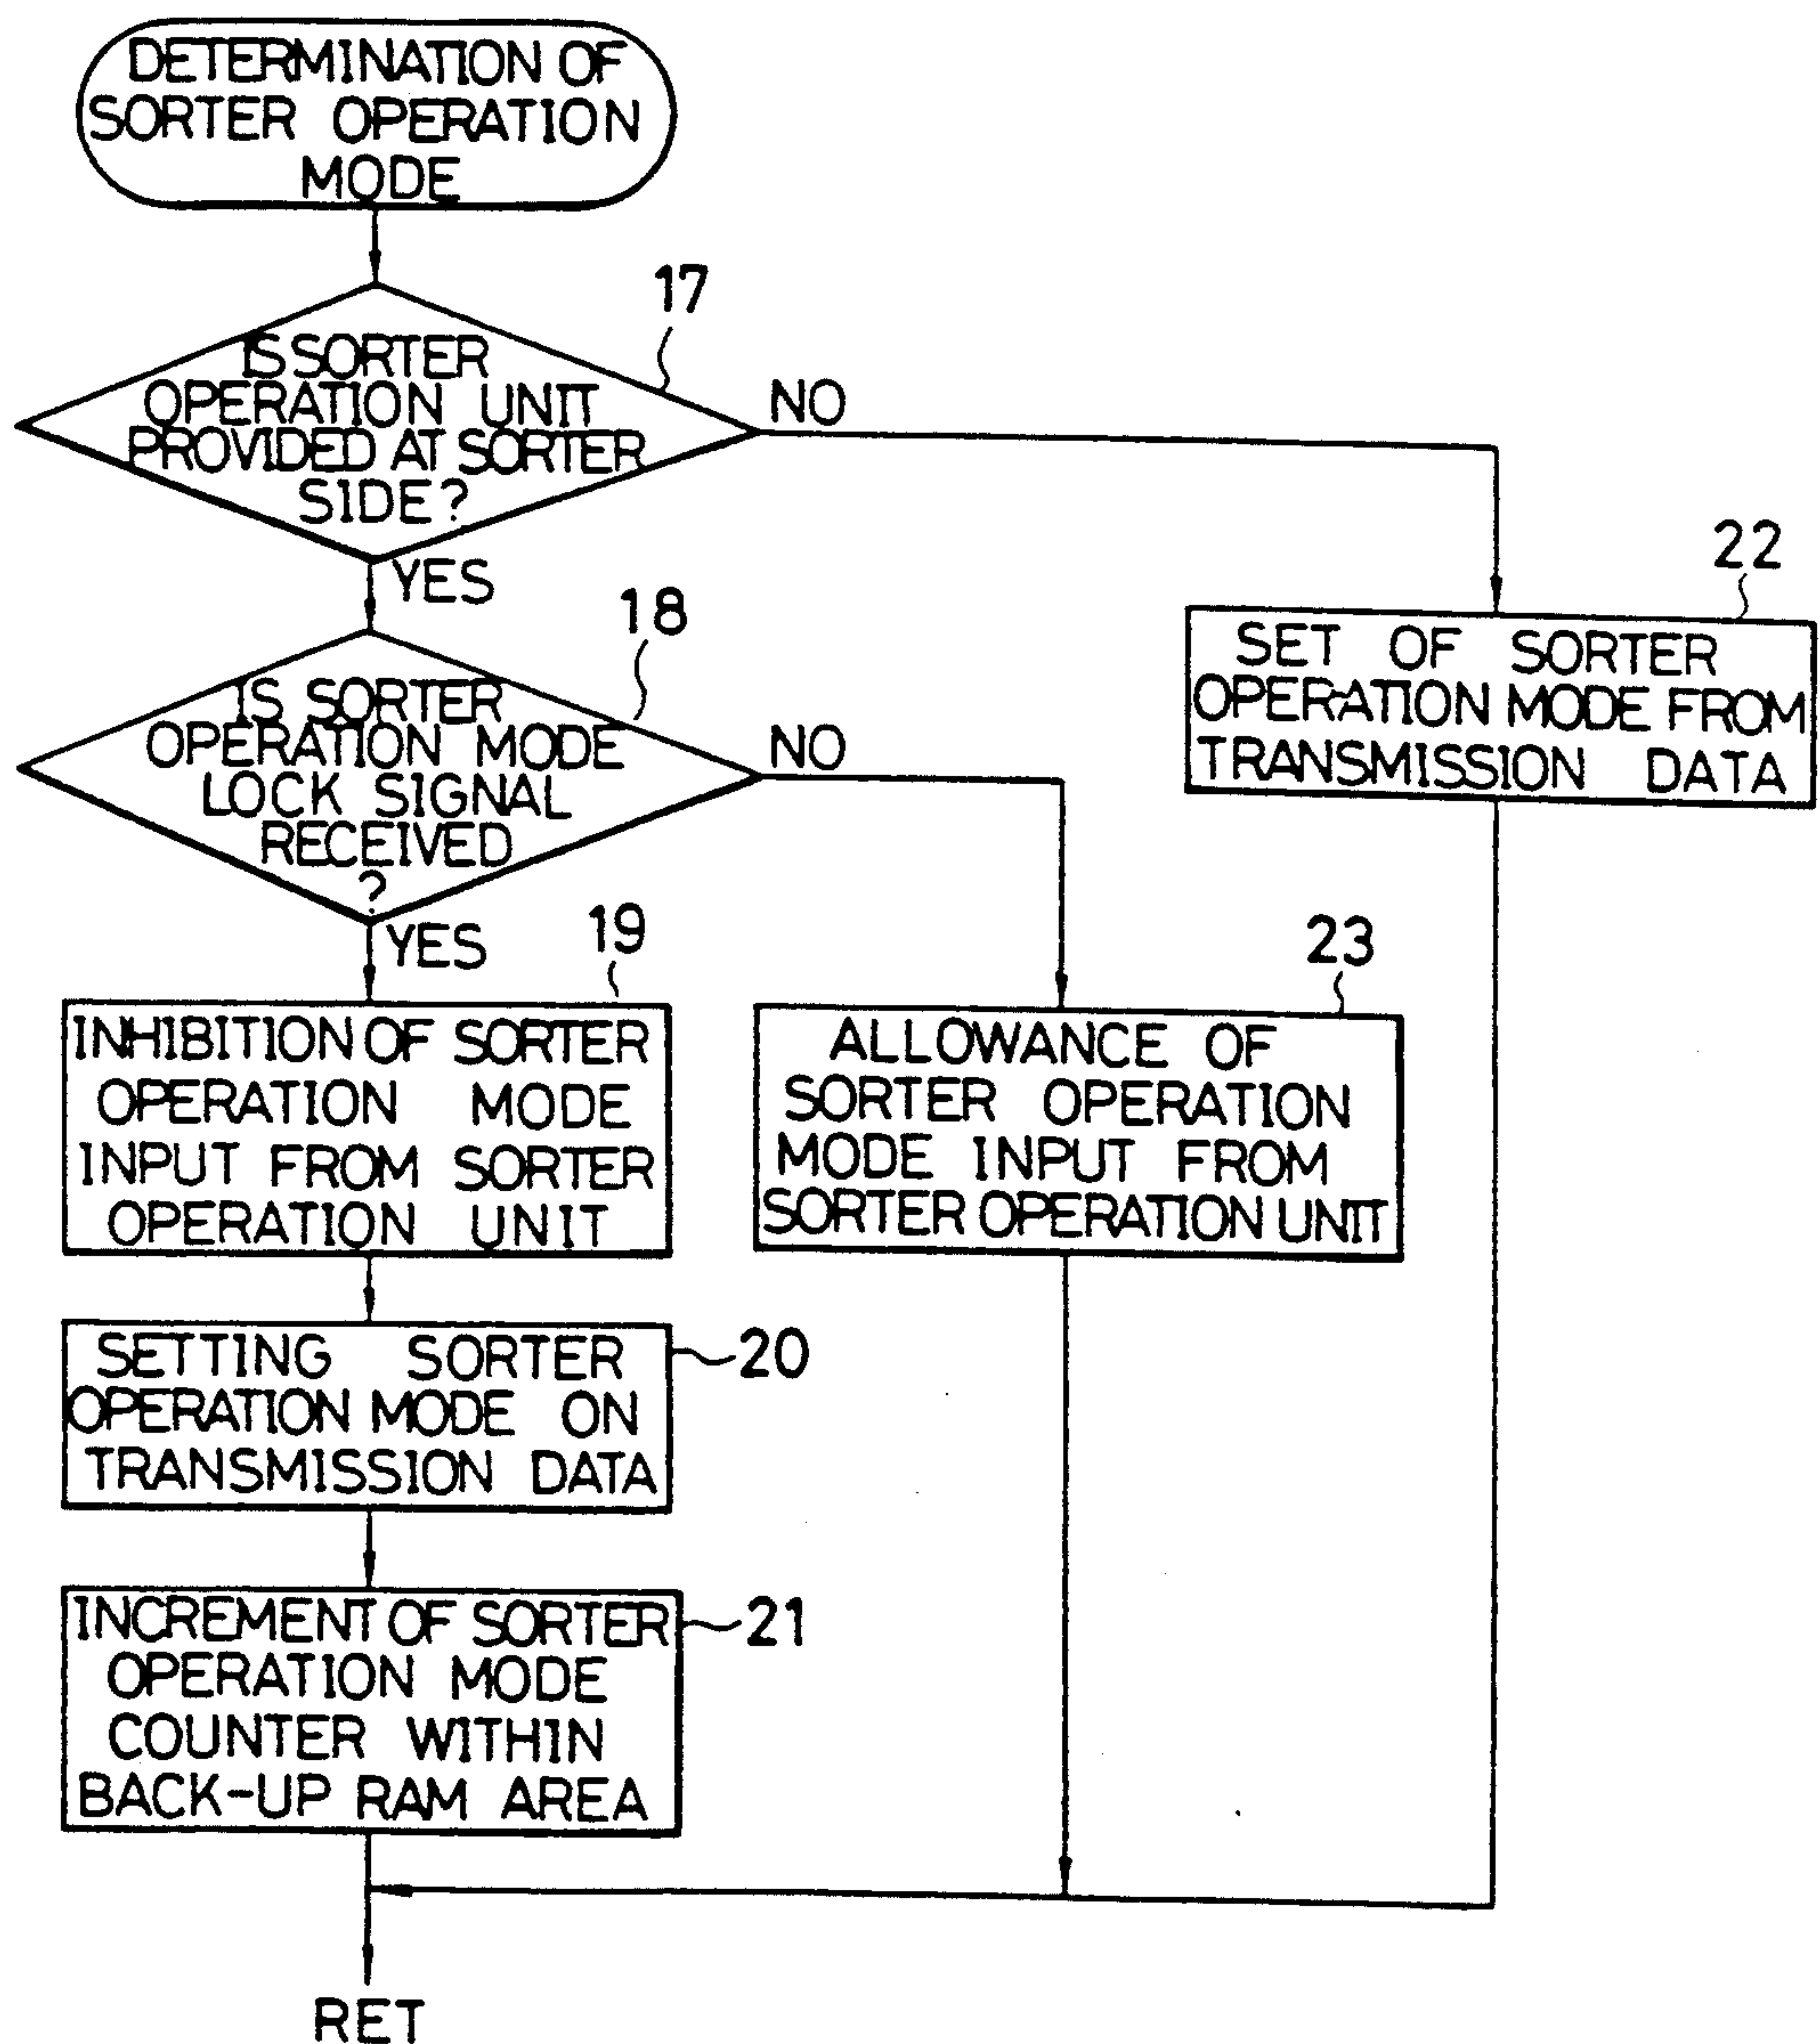 DETERMINATION OF
SORTER OPERATION
MODE
17
IS SORTER
OPERATION UNIT
PROVIDED AT SORTER
SIDE?
NO
YES
22
SET OF SORTER
OPERATION MODE FROM
TRANSMISSION DATA
18
IS SORTER
OPERATION MODE
LOCK SIGNAL
RECEIVED
?
NO
YES
19
INHIBITION OF SORTER
OPERATION MODE
INPUT FROM SORTER
OPERATION UNIT
23
ALLOWANCE OF
SORTER OPERATION
MODE INPUT FROM
SORTER OPERATION UNIT
SETTING SORTER
OPERATION MODE ON
TRANSMISSION DATA
20
INCREMENT OF SORTER
OPERATION MODE
COUNTER WITHIN
BACK-UP RAM AREA
21
RET